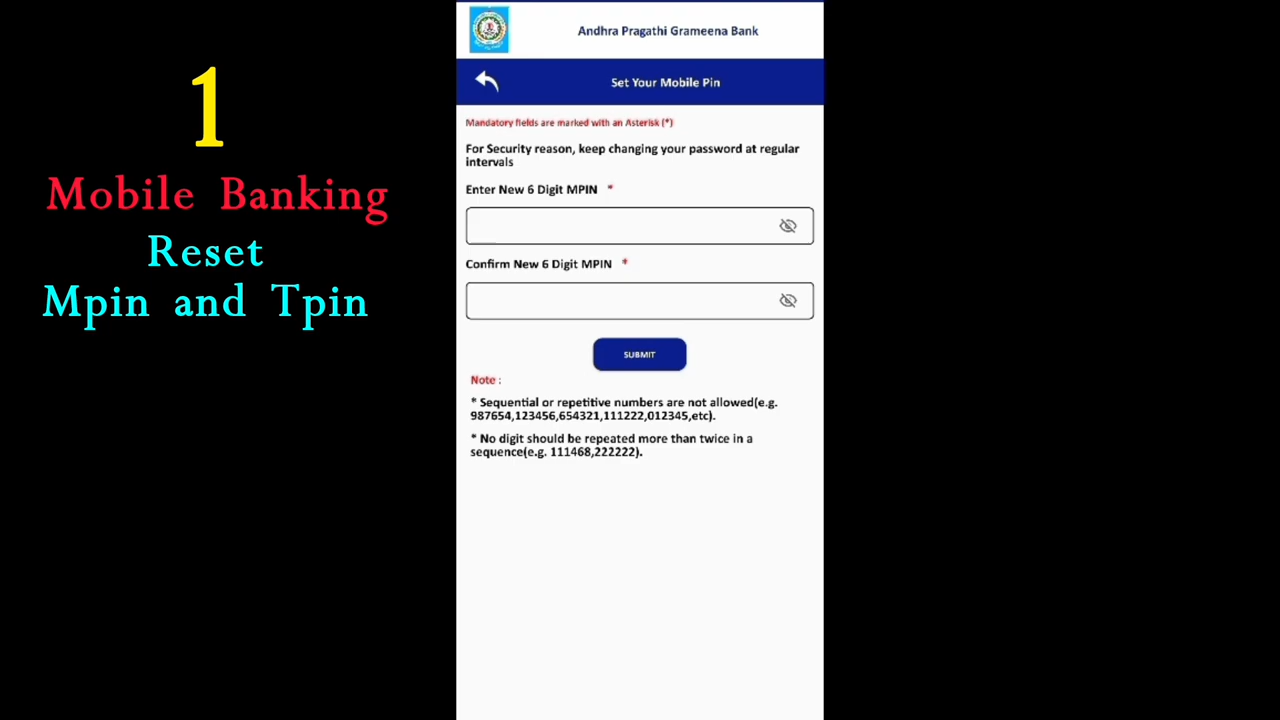 1
Mobile Banking
Reset
Mpin and Tpin
Andhra Pragathi Grameena Bank
Set Your Mobile Pin
Mandatory fields are marked with an Asterisk (*)
For Security reason, keep changing your password at regular
intervals
Enter New 6 Digit MPIN *
Confirm New 6 Digit MPIN *
SUBMIT
Note :
* Sequential or repetitive numbers are not allowed(e.g.
987654,123456,654321,111222,012345,etc).
* No digit should be repeated more than twice in a
sequence(e.g. 111468,222222).